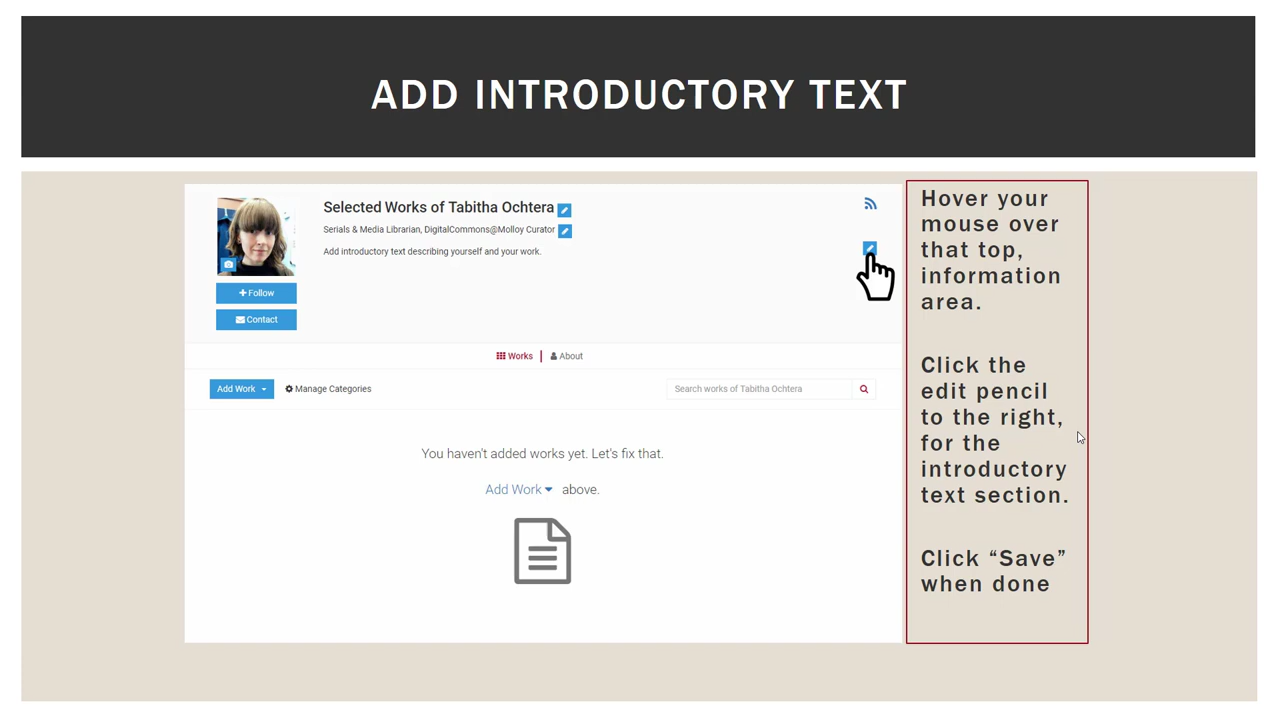 ADD INTRODUCTORY TEXT
Selected Works of Tabitha Ochtera
Serials & Media Librarian, DigitalCommons@Molloy Curator
Add introductory text describing yourself and your work.
Follow
Contact
Works
About
Add Work
Manage Categories
Search works of Tabitha Ochtera
You haven't added works yet. Let's fix that.
Add Work above.
Hover your
mouse over
that top,
information
area.
Click the
edit pencil
to the right,
for the
introductory
text section.
Click “Save”
when done